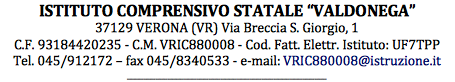 ISTITUTO COMPRENSIVO STATALE “VALDONEGA”
37129 VERONA (VR) Via Breccia S. Giorgio, 1
C.F. 93184420235 - C.M. VRIC880008 - Cod. Fatt. Elettr. Istituto: UF7TPP
Tel. 045/912172 – fax 045/8340533 - e-mail: VRIC880008@istruzione.it